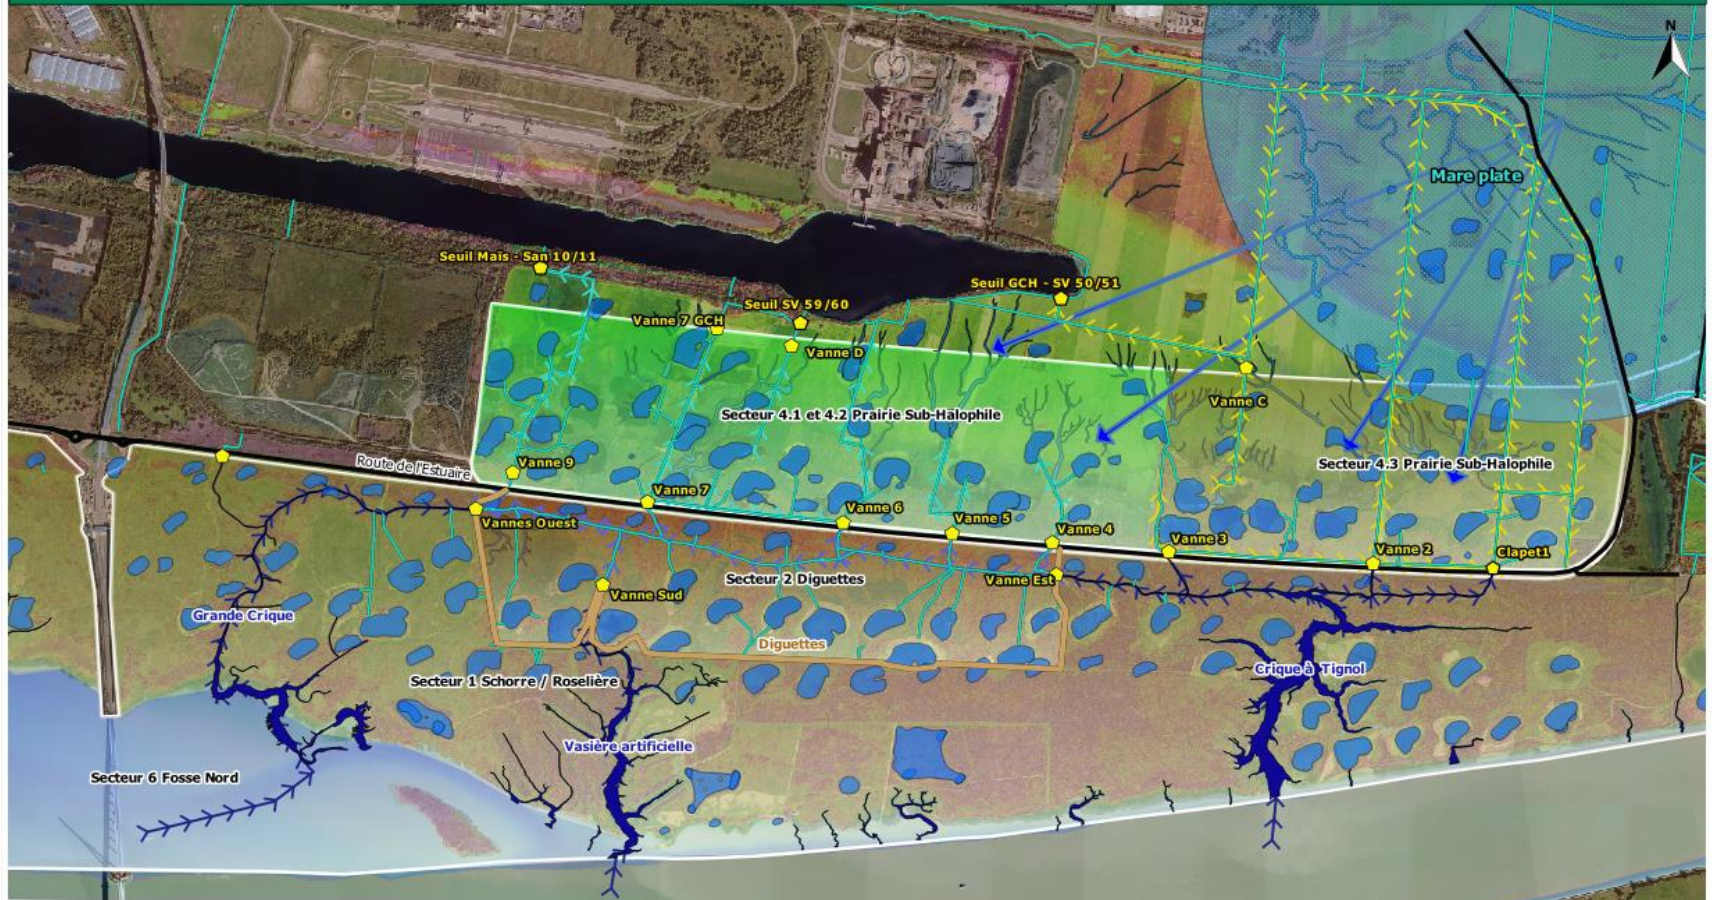 N
Mare plate
Seuil Maïs - San 10/11
Seuil GCH - SV 50/51
Seuil SV 59/60
Vanne 7 GCH
Vanne D
Vanne C
Secteur 4.1 et 4.2 Prairie Sub-Halophile
Secteur 4.3 Prairie Sub-Halophile
Route de l'Estuaire
Vanne 9
Vanne 7
Vanne 6
Vanne 5
Vanne 4
Vanne 3
Vanne 2
Clapet1
Vannes Ouest
Secteur 2 Diguettes
Vanne Est
Vanne Sud
Grande Crique
Diguettes
Crique à Tignol
Secteur 1 Schorre / Roselière
Vasière artificielle
Secteur 6 Fosse Nord